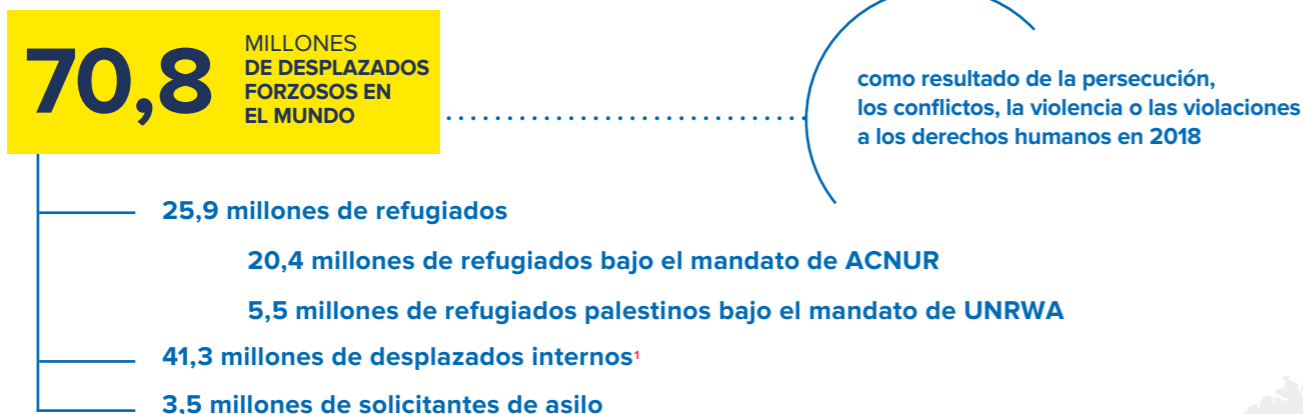 70,8
MILLONES
DE DESPLAZADOS
FORZOSOS EN
EL MUNDO
como resultado de la persecución,
los conflictos, la violencia o las violaciones
a los derechos humanos en 2018
25,9 millones de refugiados
20,4 millones de refugiados bajo el mandato de ACNUR
5,5 millones de refugiados palestinos bajo el mandato de UNRWA
41,3 millones de desplazados internos¹
3,5 millones de solicitantes de asilo